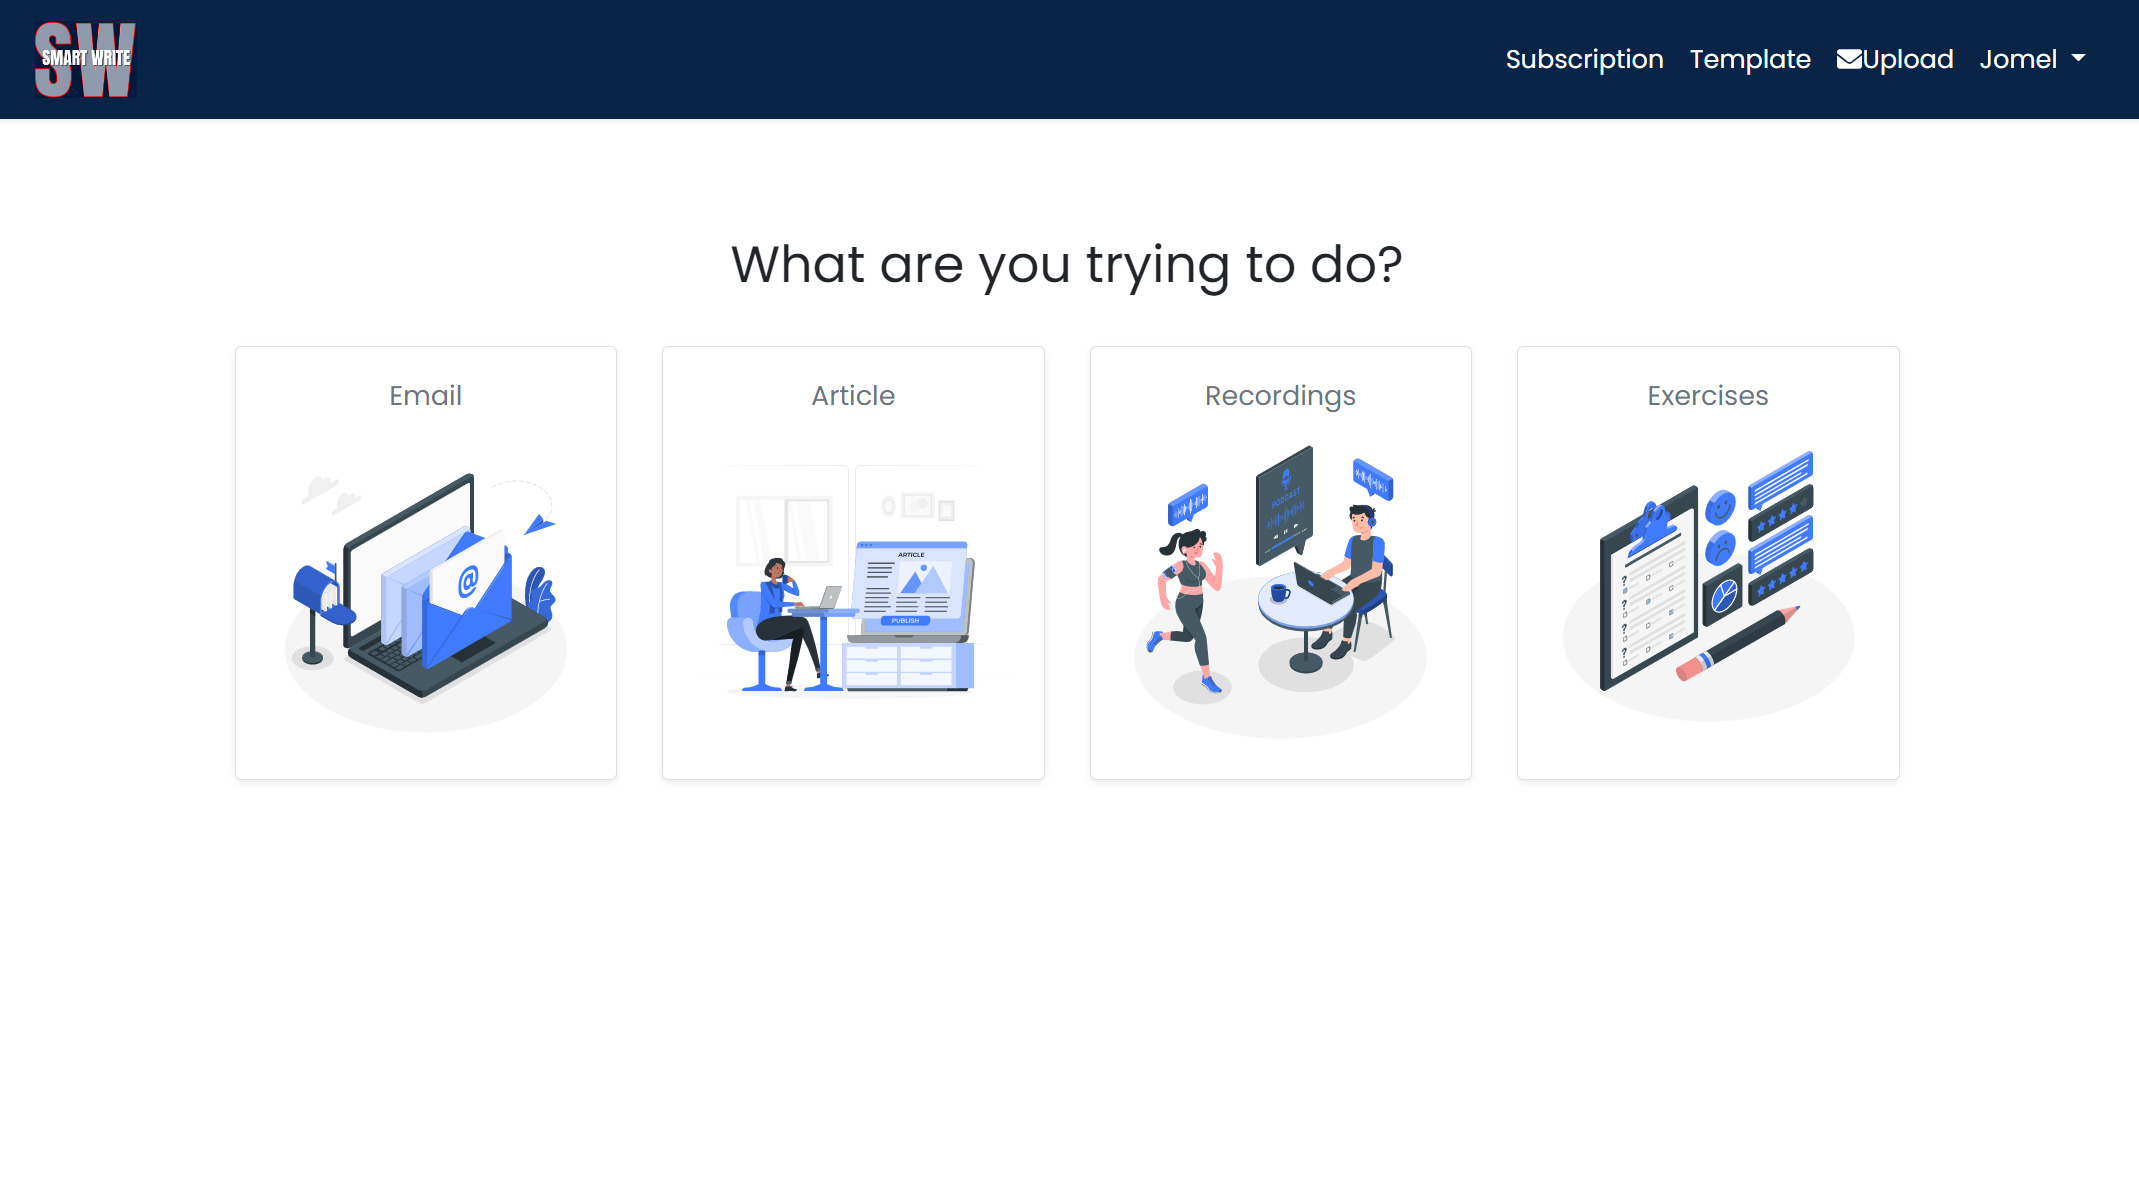 SW
SMART WRITE
Subscription Template Upload Jomel
What are you trying to do?
Email
Article
Recordings
Exercises
@
ARTICLE
PUBLISH
PODCAST
?
?
?
?